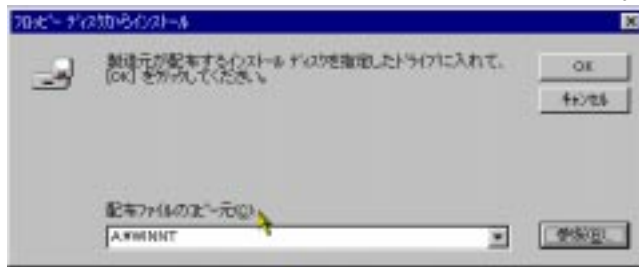 フロッピー ディスクからインストール
製造元が配布するインストール ディスクを指定したドライブに入れて、
[OK] をクリックしてください。
OK
キャンセル
配布ファイルのコピー元(C):
A:¥WINNT
参照(B)...